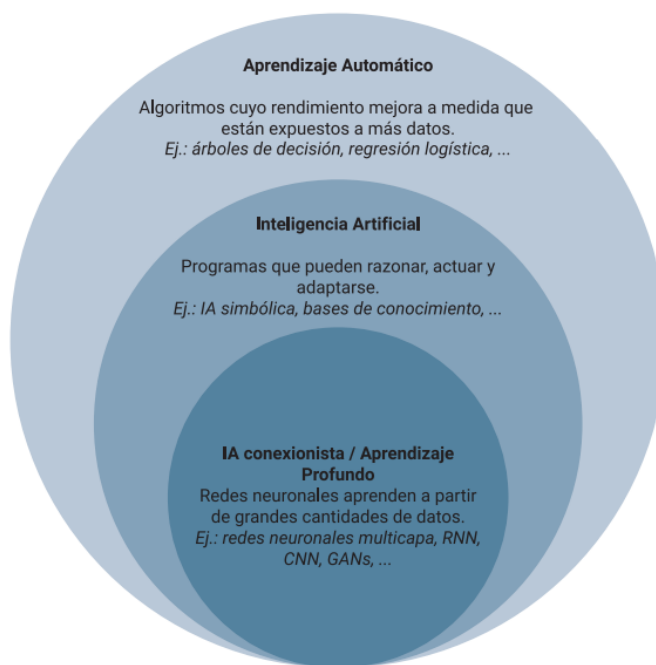 Aprendizaje Automático
Algoritmos cuyo rendimiento mejora a medida que
están expuestos a más datos.
Ej.: árboles de decisión, regresión logística, ...
Inteligencia Artificial
Programas que pueden razonar, actuar y
adaptarse.
Ej.: IA simbólica, bases de conocimiento, ...
IA conexionista / Aprendizaje
Profundo
Redes neuronales aprenden a partir
de grandes cantidades de datos.
Ej.: redes neuronales multicapa, RNN,
CNN, GANs, ...